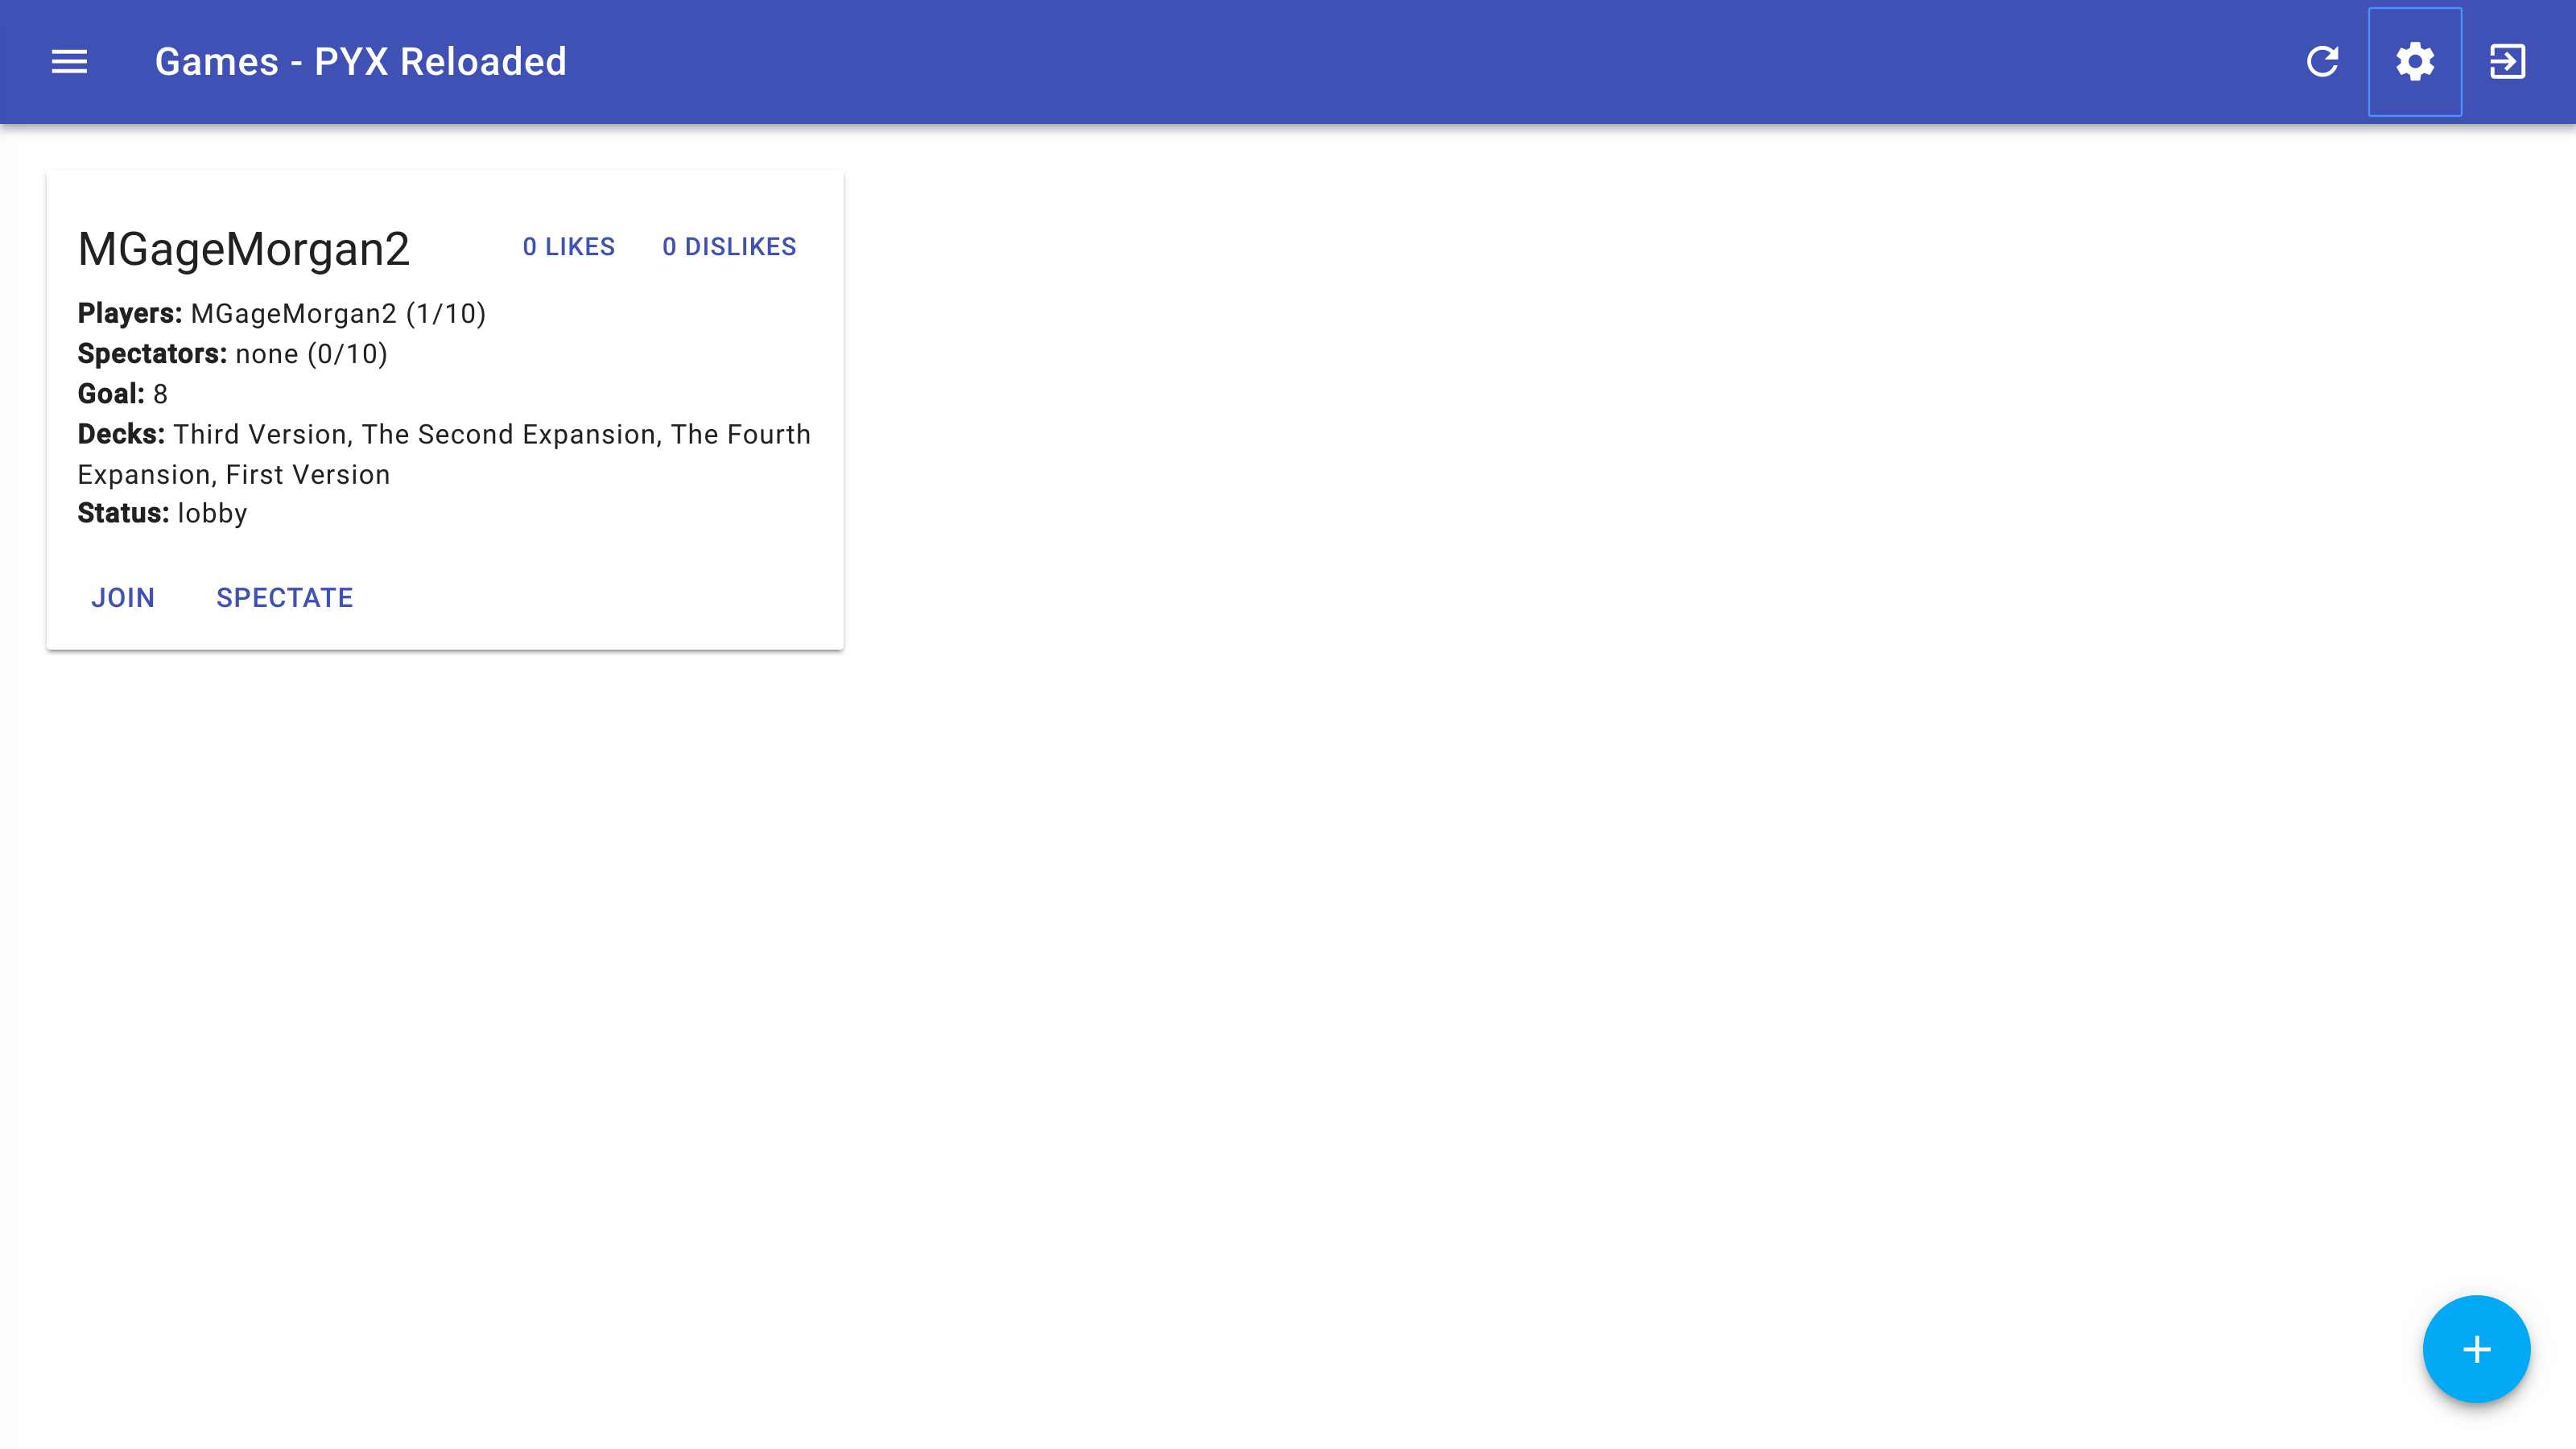 Games - PYX Reloaded
MGageMorgan2
0 LIKES
0 DISLIKES
Players: MGageMorgan2 (1/10)
Spectators: none (0/10)
Goal: 8
Decks: Third Version, The Second Expansion, The Fourth
Expansion, First Version
Status: lobby
JOIN
SPECTATE